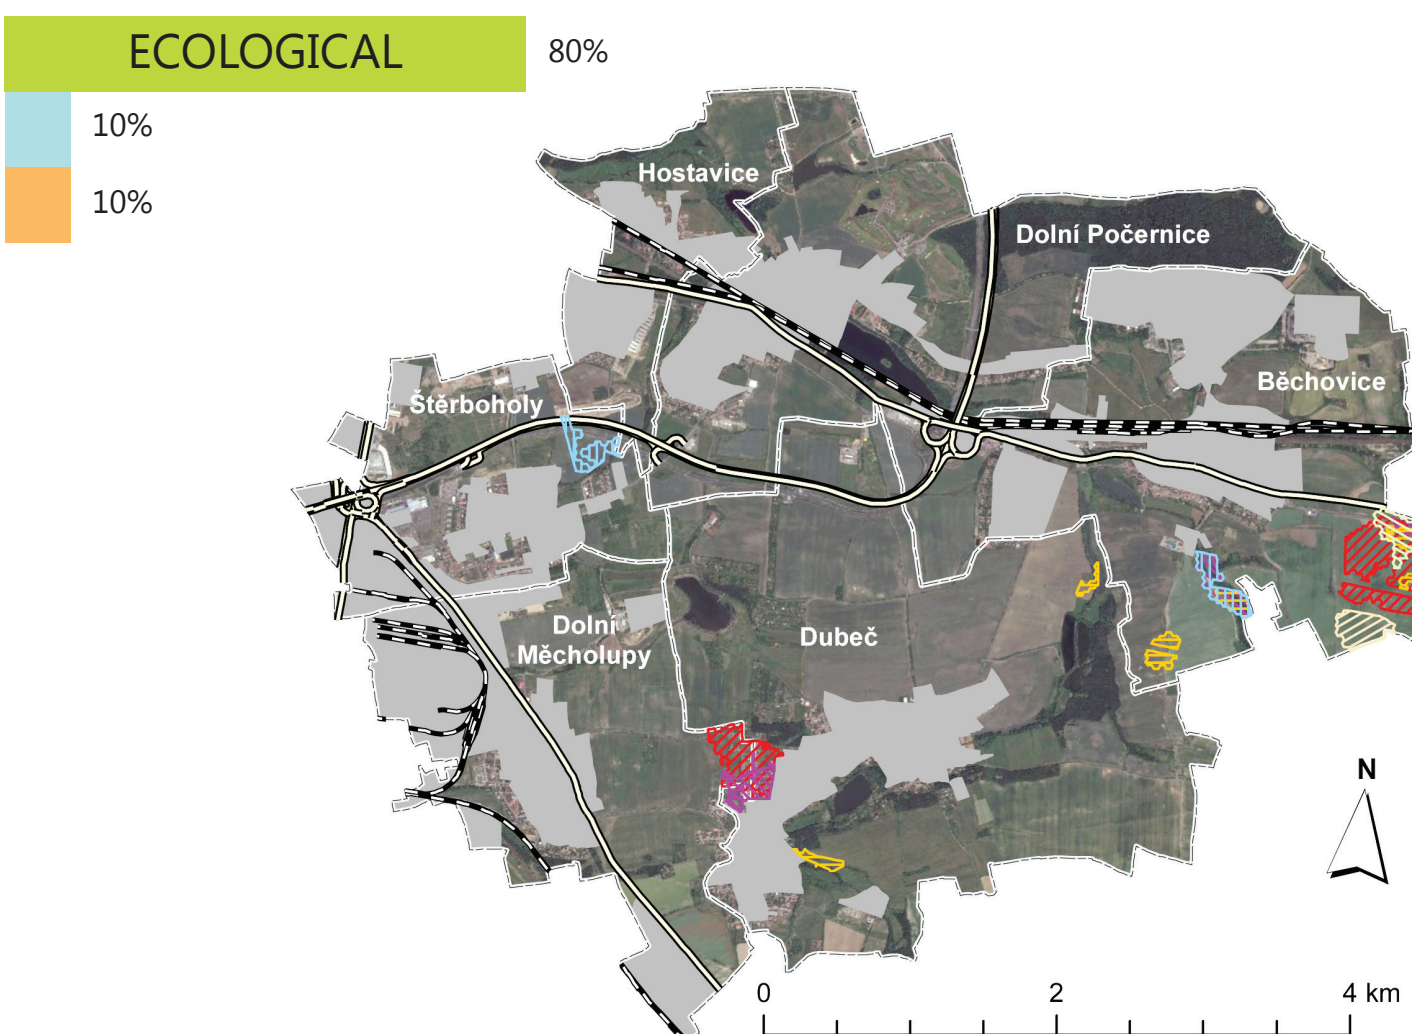 ECOLOGICAL 80%
10%
10%
Hostavice
Dolní Počernice
Běchovice
Štěrboholy
Dolní
Měcholupy
Dubeč
N
0 2 4 km